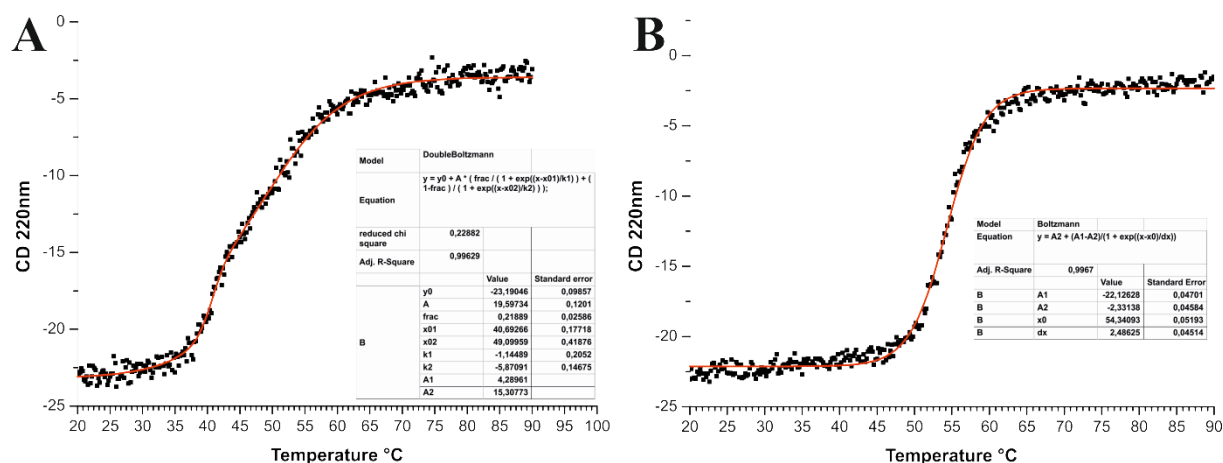 A
0
-5
-10
-15
-20
-25
CD 220nm
20 25 30 35 40 45 50 55 60 65 70 75 80 85 90 95 100
Temperature °C
Model DoubleBoltzmann
Equation y = y0 + A * ( frac / ( 1 + exp((x-x01)/k1) ) + (
1-frac ) / ( 1 + exp((x-x02)/k2) ) );
reduced chi
square 0,22882
Adj. R-Square 0,99629
Value Standard error
B
y0 -23,19046 0,09857
A 19,59734 0,1201
frac 0,21889 0,02586
x01 40,69266 0,17718
x02 49,09959 0,41876
k1 -1,14489 0,2052
k2 -5,87091 0,14675
A1 4,28961
A2 15,30773
B
0
-5
-10
-15
-20
-25
CD 220nm
20 25 30 35 40 45 50 55 60 65 70 75 80 85 90
Temperature °C
Model Boltzmann
Equation y = A2 + (A1-A2)/(1 + exp((x-x0)/dx))
Adj. R-Square 0,9967
Value Standard Error
B A1 -22,12628 0,04701
B A2 -2,33138 0,04584
B x0 54,34093 0,05193
B dx 2,48625 0,04514